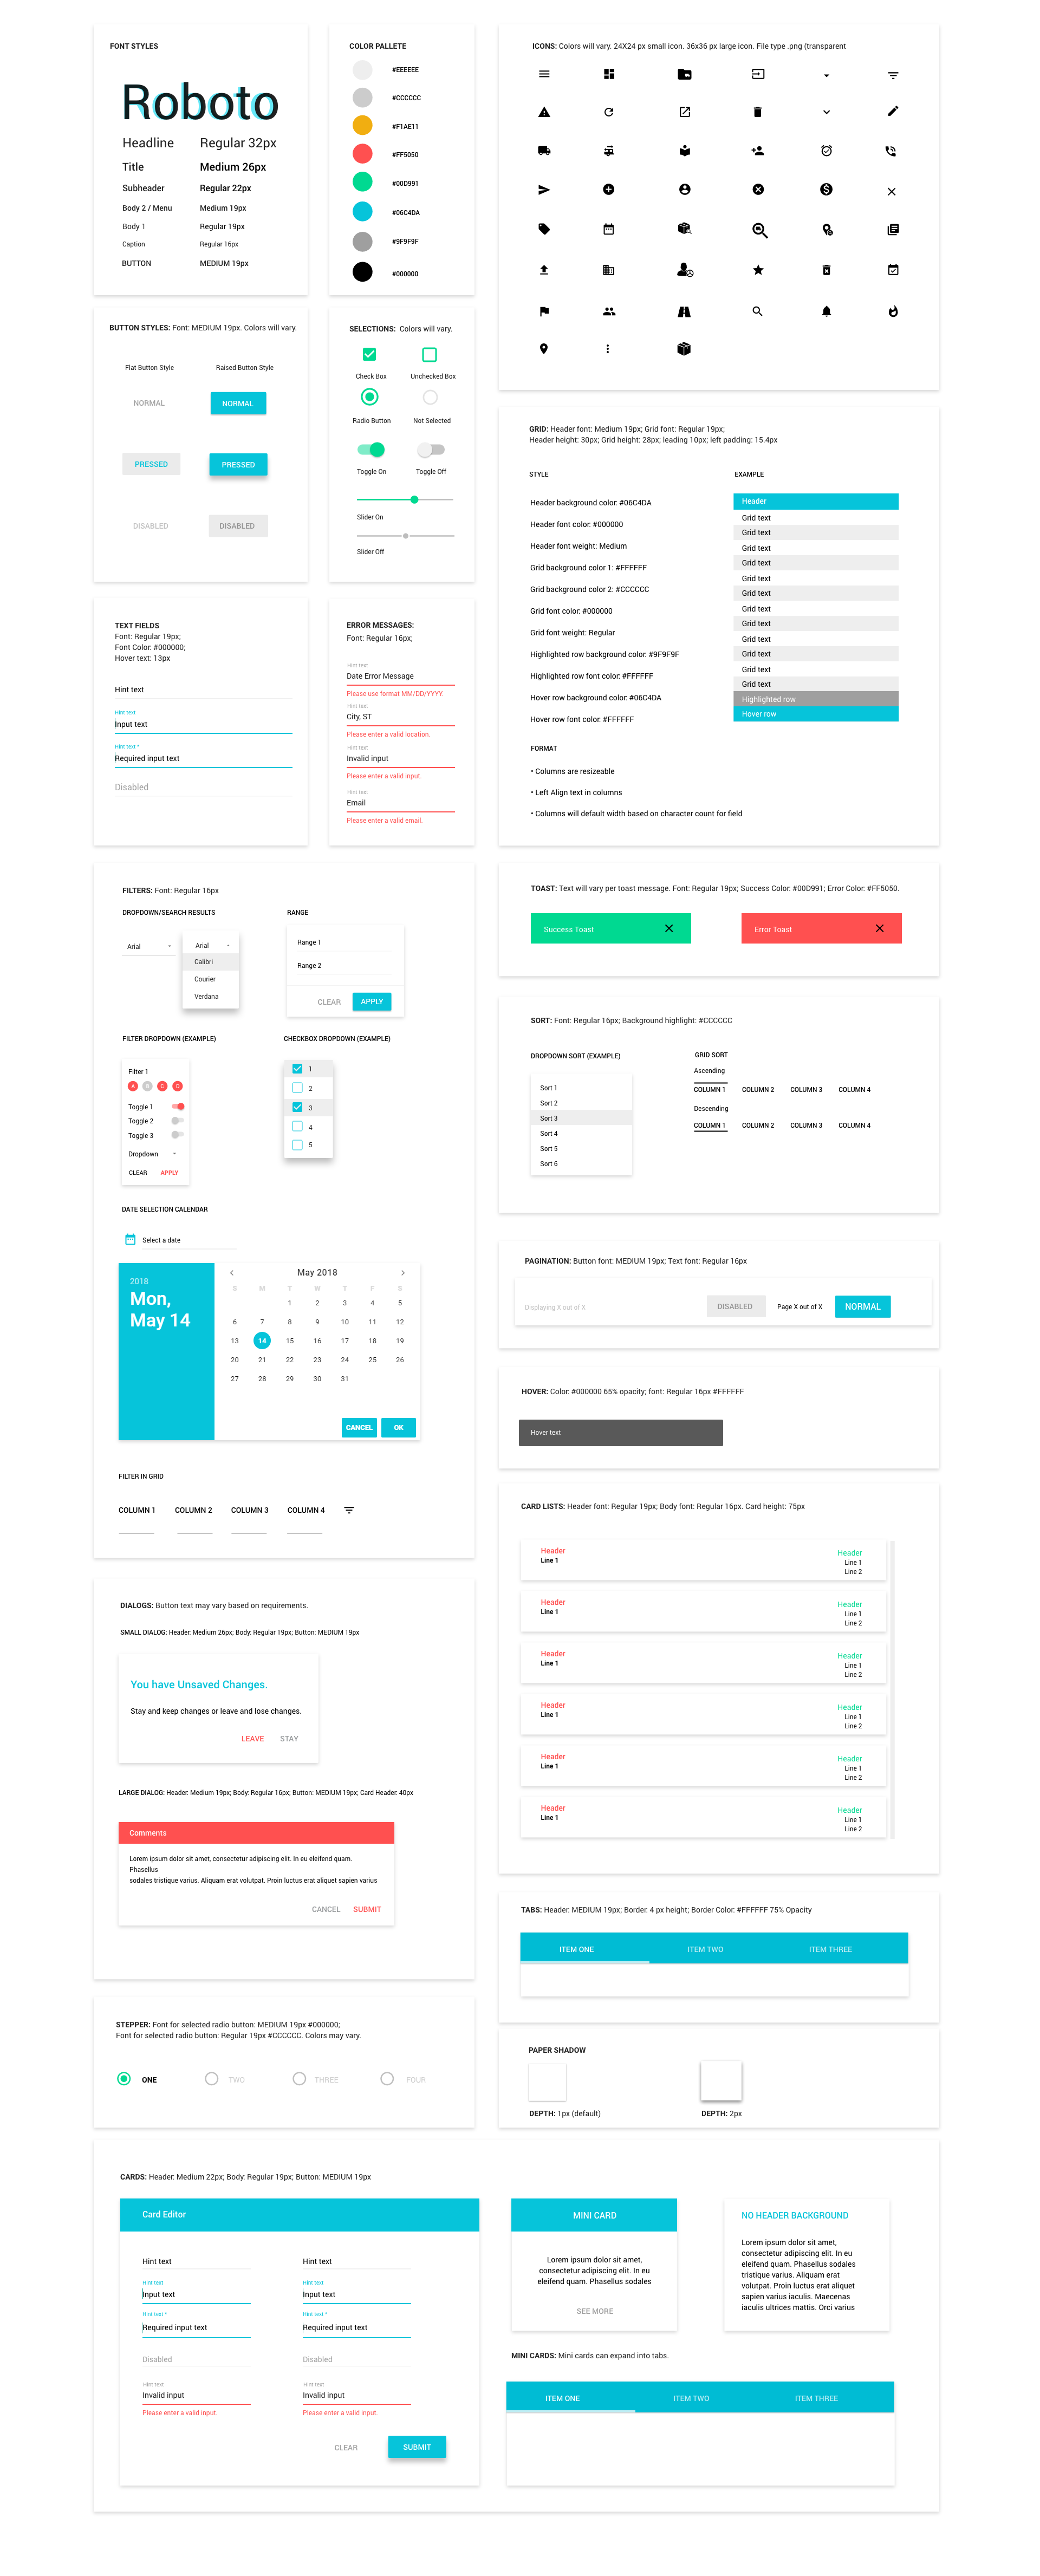 FONT STYLES
Roboto
Headline Regular 32px
Title Medium 26px
Subheader Regular 22px
Body 2 / Menu Medium 19px
Body 1 Regular 19px
Caption Regular 16px
BUTTON MEDIUM 19px
COLOR PALLETE
#EEEEEE
#CCCCCC
#F1AE11
#FF5050
#00D991
#06C4DA
#9F9F9F
#000000
ICONS: Colors will vary. 24X24 px small icon. 36x36 px large icon. File type .png (transparent
BUTTON STYLES: Font: MEDIUM 19px. Colors will vary.
Flat Button Style Raised Button Style
NORMAL NORMAL
PRESSED PRESSED
DISABLED DISABLED
SELECTIONS: Colors will vary.
Check Box Unchecked Box
Radio Button Not Selected
Toggle On Toggle Off
Slider On
Slider Off
GRID: Header font: Medium 19px; Grid font: Regular 19px;
Header height: 30px; Grid height: 28px; leading 10px; left padding: 15.4px
STYLE
Header background color: #06C4DA
Header font color: #000000
Header font weight: Medium
Grid background color 1: #FFFFFF
Grid background color 2: #CCCCCC
Grid font color: #000000
Grid font weight: Regular
Highlighted row background color: #9F9F9F
Highlighted row font color: #FFFFFF
Hover row background color: #06C4DA
Hover row font color: #FFFFFF
EXAMPLE
Header
Grid text
Grid text
Grid text
Grid text
Grid text
Grid text
Grid text
Grid text
Grid text
Grid text
Grid text
Grid text
Highlighted row
Hover row
FORMAT
• Columns are resizeable
• Left Align text in columns
• Columns will default width based on character count for field
TEXT FIELDS
Font: Regular 19px;
Font Color: #000000;
Hover text: 13px
Hint text
Hint text
Input text
Hint text *
Required input text
Disabled
ERROR MESSAGES:
Font: Regular 16px;
Hint text
Date Error Message
Please use format MM/DD/YYYY.
Hint text
City, ST
Please enter a valid location.
Hint text
Invalid input
Please enter a valid input.
Hint text
Email
Please enter a valid email.
FILTERS: Font: Regular 16px
DROPDOWN/SEARCH RESULTS
Arial
Arial
Calibri
Courier
Verdana
RANGE
Range 1
Range 2
CLEAR APPLY
FILTER DROPDOWN (EXAMPLE)
Filter 1
A B C D
Toggle 1
Toggle 2
Toggle 3
Dropdown
CLEAR APPLY
CHECKBOX DROPDOWN (EXAMPLE)
1
2
3
4
5
DATE SELECTION CALENDAR
Select a date
2018
Mon,
May 14
May 2018
S M T W T F S
1 2 3 4 5
6 7 8 9 10 11 12
13 14 15 16 17 18 19
20 21 22 23 24 25 26
27 28 29 30 31
CANCEL OK
FILTER IN GRID
COLUMN 1 COLUMN 2 COLUMN 3 COLUMN 4
TOAST: Text will vary per toast message. Font: Regular 19px; Success Color: #00D991; Error Color: #FF5050.
Success Toast Error Toast
SORT: Font: Regular 16px; Background highlight: #CCCCCC
DROPDOWN SORT (EXAMPLE)
Sort 1
Sort 2
Sort 3
Sort 4
Sort 5
Sort 6
GRID SORT
Ascending
COLUMN 1 COLUMN 2 COLUMN 3 COLUMN 4
Descending
COLUMN 1 COLUMN 2 COLUMN 3 COLUMN 4
PAGINATION: Button font: MEDIUM 19px; Text font: Regular 16px
Displaying X out of X DISABLED Page X out of X NORMAL
HOVER: Color: #000000 65% opacity; font: Regular 16px #FFFFFF
Hover text
CARD LISTS: Header font: Regular 19px; Body font: Regular 16px. Card height: 75px
Header Header
Line 1 Line 1
Line 2
Header Header
Line 1 Line 1
Line 2
Header Header
Line 1 Line 1
Line 2
Header Header
Line 1 Line 1
Line 2
Header Header
Line 1 Line 1
Line 2
Header Header
Line 1 Line 1
Line 2
DIALOGS: Button text may vary based on requirements.
SMALL DIALOG: Header: Medium 26px; Body: Regular 19px; Button: MEDIUM 19px
You have Unsaved Changes.
Stay and keep changes or leave and lose changes.
LEAVE STAY
LARGE DIALOG: Header: Medium 19px; Body: Regular 16px; Button: MEDIUM 19px; Card Header: 40px
Comments
Lorem ipsum dolor sit amet, consectetur adipiscing elit. In eu eleifend quam.
Phasellus
sodales tristique varius. Aliquam erat volutpat. Proin luctus erat aliquet sapien varius
CANCEL SUBMIT
TABS: Header: MEDIUM 19px; Border: 4 px height; Border Color: #FFFFFF 75% Opacity
ITEM ONE ITEM TWO ITEM THREE
STEPPER: Font for selected radio button: MEDIUM 19px #000000;
Font for selected radio button: Regular 19px #CCCCCC. Colors may vary.
ONE TWO THREE FOUR
PAPER SHADOW
DEPTH: 1px (default) DEPTH: 2px
CARDS: Header: Medium 22px; Body: Regular 19px; Button: MEDIUM 19px
Card Editor
Hint text Hint text
Hint text Hint text
Input text Input text
Hint text * Hint text *
Required input text Required input text
Disabled Disabled
Hint text Hint text
Invalid input Invalid input
Please enter a valid input. Please enter a valid input.
CLEAR SUBMIT
MINI CARD
Lorem ipsum dolor sit amet,
consectetur adipiscing elit. In eu
eleifend quam. Phasellus sodales
SEE MORE
NO HEADER BACKGROUND
Lorem ipsum dolor sit amet,
consectetur adipiscing elit. In eu
eleifend quam. Phasellus sodales
tristique varius. Aliquam erat
volutpat. Proin luctus erat aliquet
sapien varius iaculis. Maecenas
iaculis ultrices mattis. Orci varius
MINI CARDS: Mini cards can expand into tabs.
ITEM ONE ITEM TWO ITEM THREE